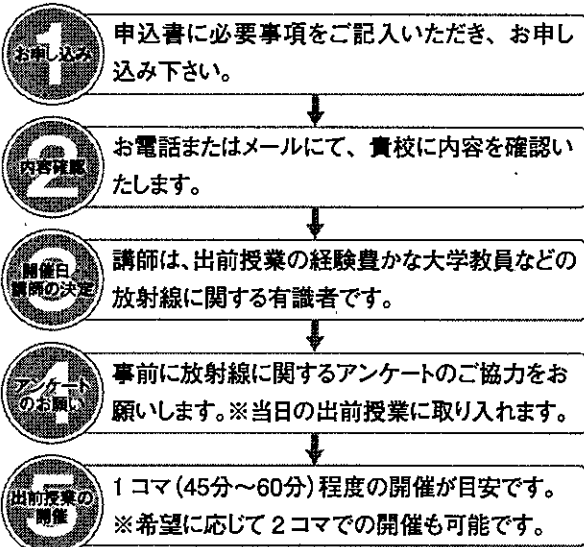 1
お申し込み
申込書に必要事項をご記入いただき、お申し
込み下さい。
2
内容確認
お電話またはメールにて、貴校に内容を確認い
たします。
3
開催日
講師の決定
講師は、出前授業の経験豊かな大学教員などの
放射線に関する有識者です。
4
アンケート
のお願い
事前に放射線に関するアンケートのご協力をお
願いします。※当日の出前授業に取り入れます。
5
出前授業の
開催
1コマ(45分～60分)程度の開催が目安です。
※希望に応じて2コマでの開催も可能です。